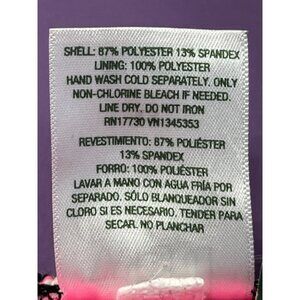 SHELL: 87% POLYESTER 13% SPANDEX
LINING: 100% POLYESTER
HAND WASH COLD SEPARATELY. ONLY
NON-CHLORINE BLEACH IF NEEDED.
LINE DRY. DO NOT IRON
RN17730 VN1345353
REVESTIMIENTO: 87% POLIÉSTER
13% SPANDEX
FORRO: 100% POLIÉSTER
LAVAR A MANO CON AGUA FRÍA POR
SEPARADO. SÓLO BLANQUEADOR SIN
CLORO SI ES NECESARIO. TENDER PARA
SECAR. NO PLANCHAR